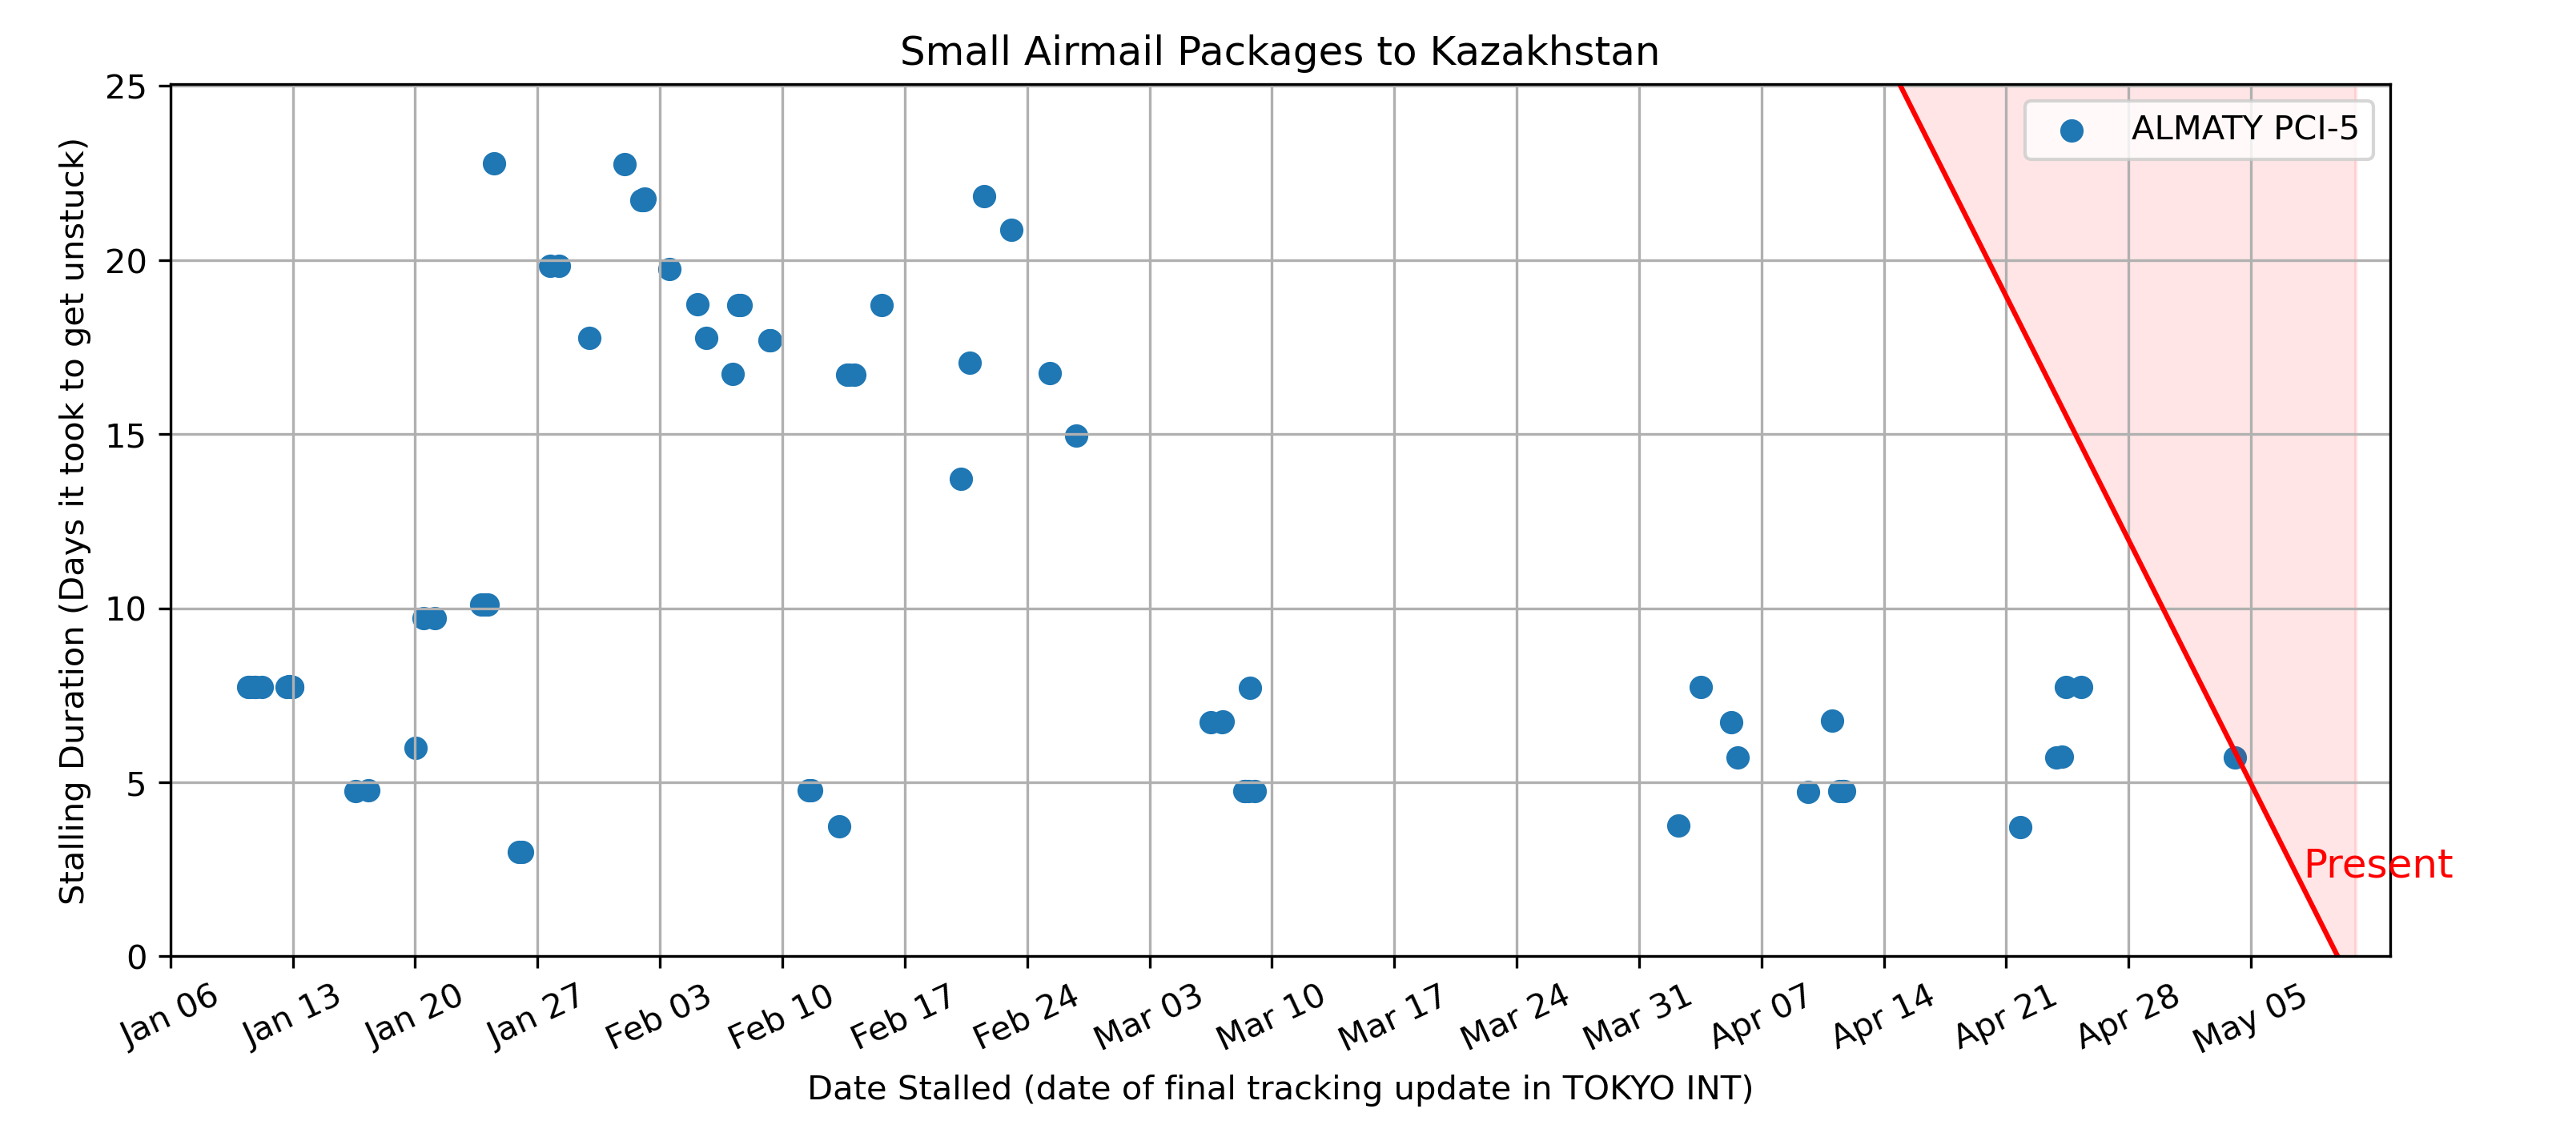 Small Airmail Packages to Kazakhstan
Stalling Duration (Days it took to get unstuck)
25
20
15
10
5
0
ALMATY PCI-5
Present
Jan 06
Jan 13
Jan 20
Jan 27
Feb 03
Feb 10
Feb 17
Feb 24
Mar 03
Mar 10
Mar 17
Mar 24
Mar 31
Apr 07
Apr 14
Apr 21
Apr 28
May 05
Date Stalled (date of final tracking update in TOKYO INT)